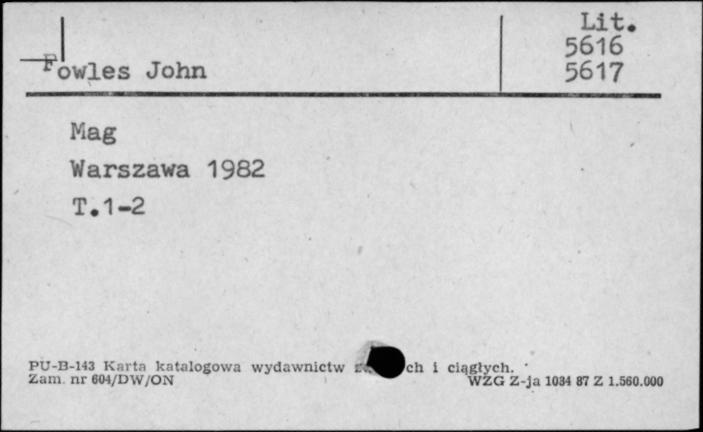 Lit.
5616
Fowles John 5617
Mag
Warszawa 1982
T.1-2
PU-B-143 Karta katalogowa wydawnictw ch i ciągłych.
Zam. nr 604/DW/ON WZG Z-ja 1034 87 Z 1.560.000